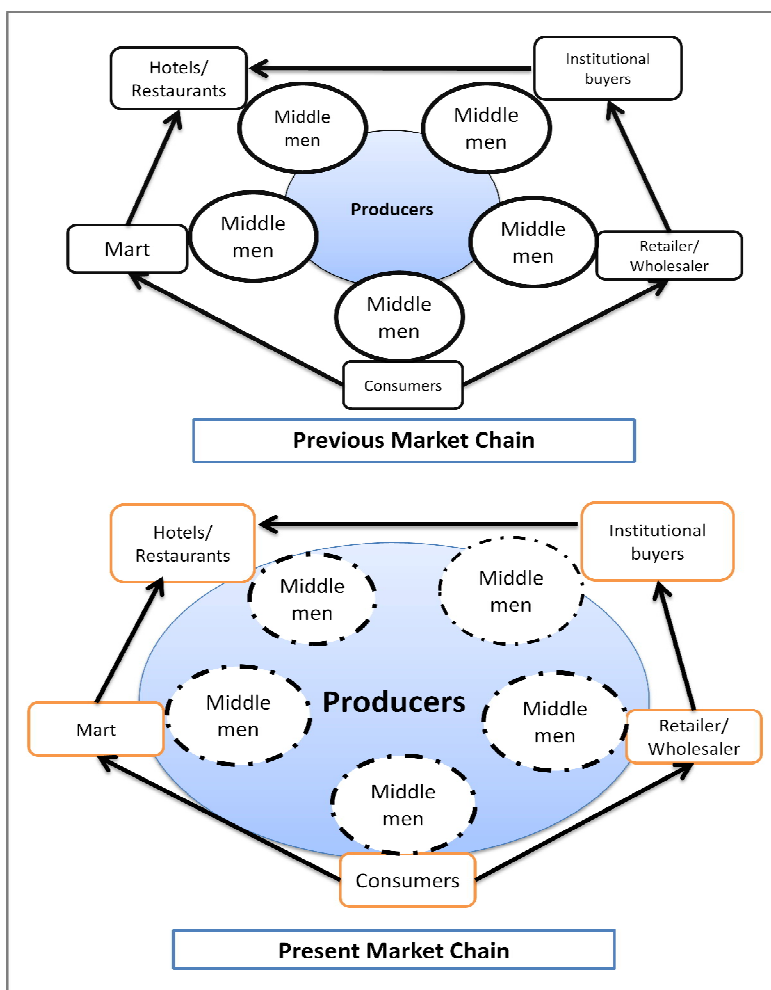 Hotels/
Restaurants
Institutional
buyers
Middle
men
Middle
men
Producers
Middle
men
Middle
men
Mart
Retailer/
Wholesaler
Middle
men
Consumers
Previous Market Chain
Hotels/
Restaurants
Institutional
buyers
Middle
men
Middle
men
Producers
Middle
men
Middle
men
Mart
Retailer/
Wholesaler
Middle
men
Consumers
Present Market Chain